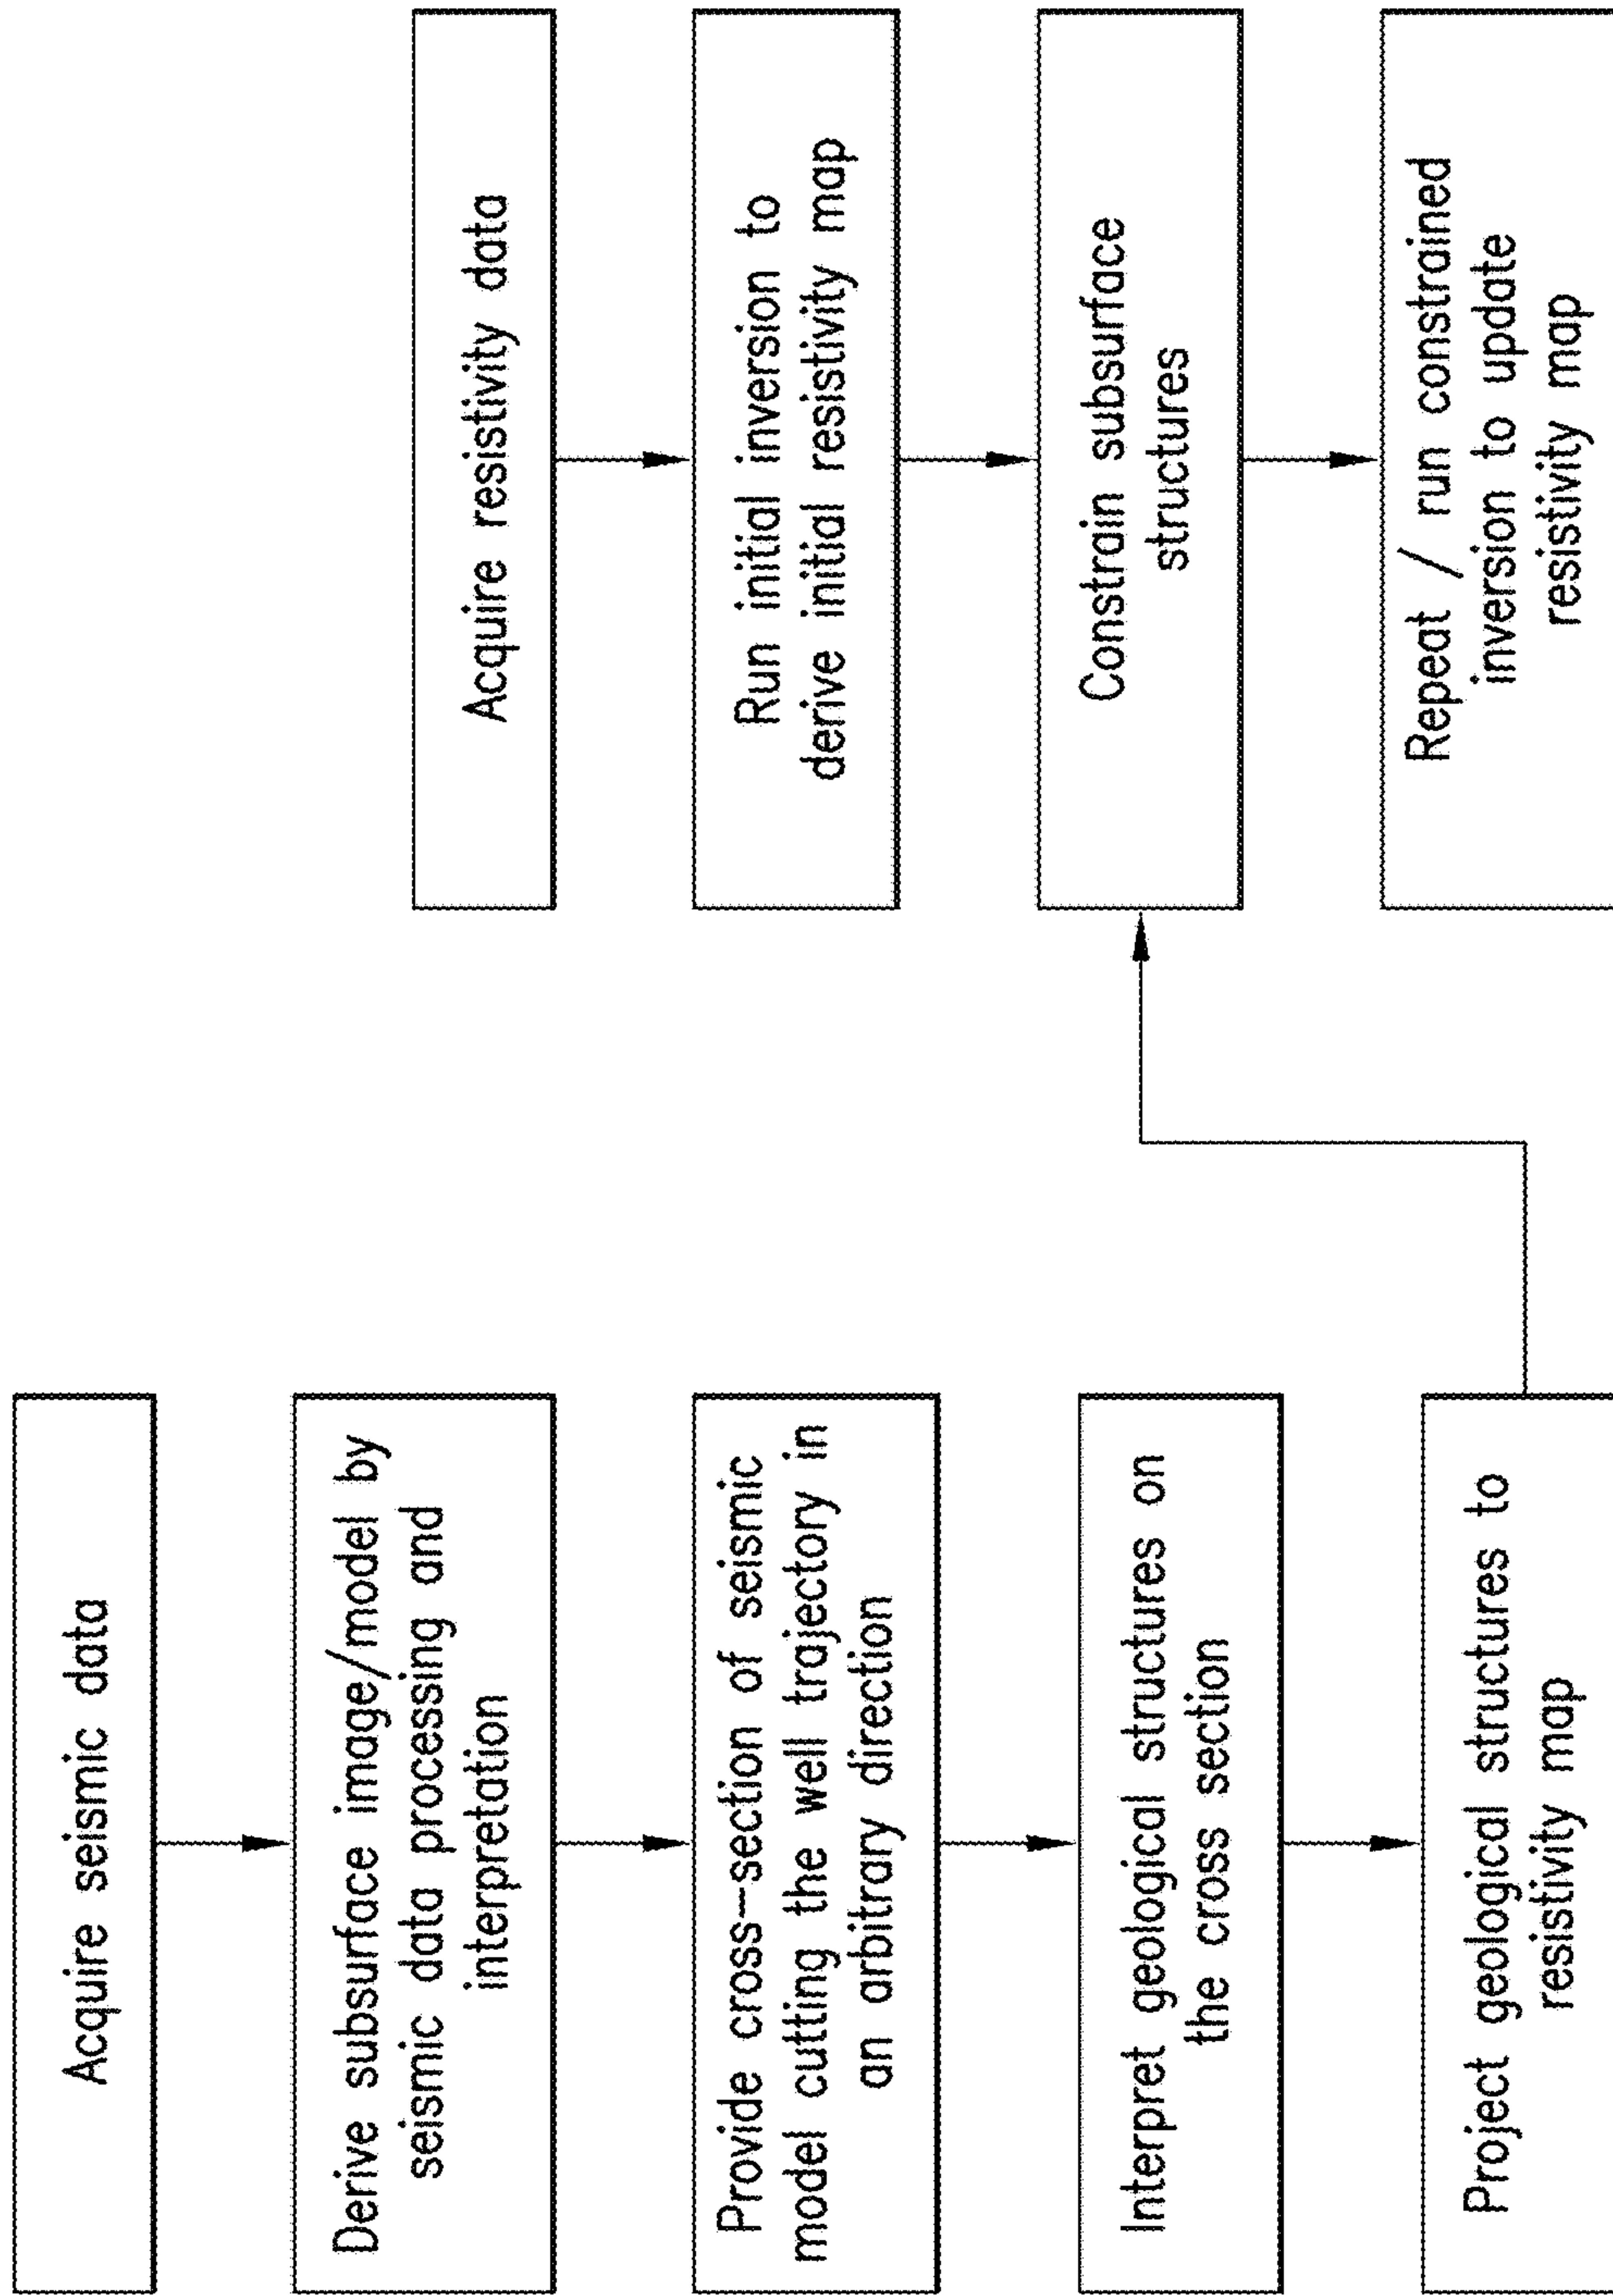 Acquire seismic data
Derive subsurface image/model by
seismic data processing and
interpretation
Provide cross-section of seismic
model cutting the well trajectory in
an arbitrary direction
Interpret geological structures on
the cross section
Project geological structures to
resistivity map
Acquire resistivity data
Run initial inversion to
derive initial resistivity map
Constrain subsurface
structures
Repeat / run constrained
inversion to update
resistivity map